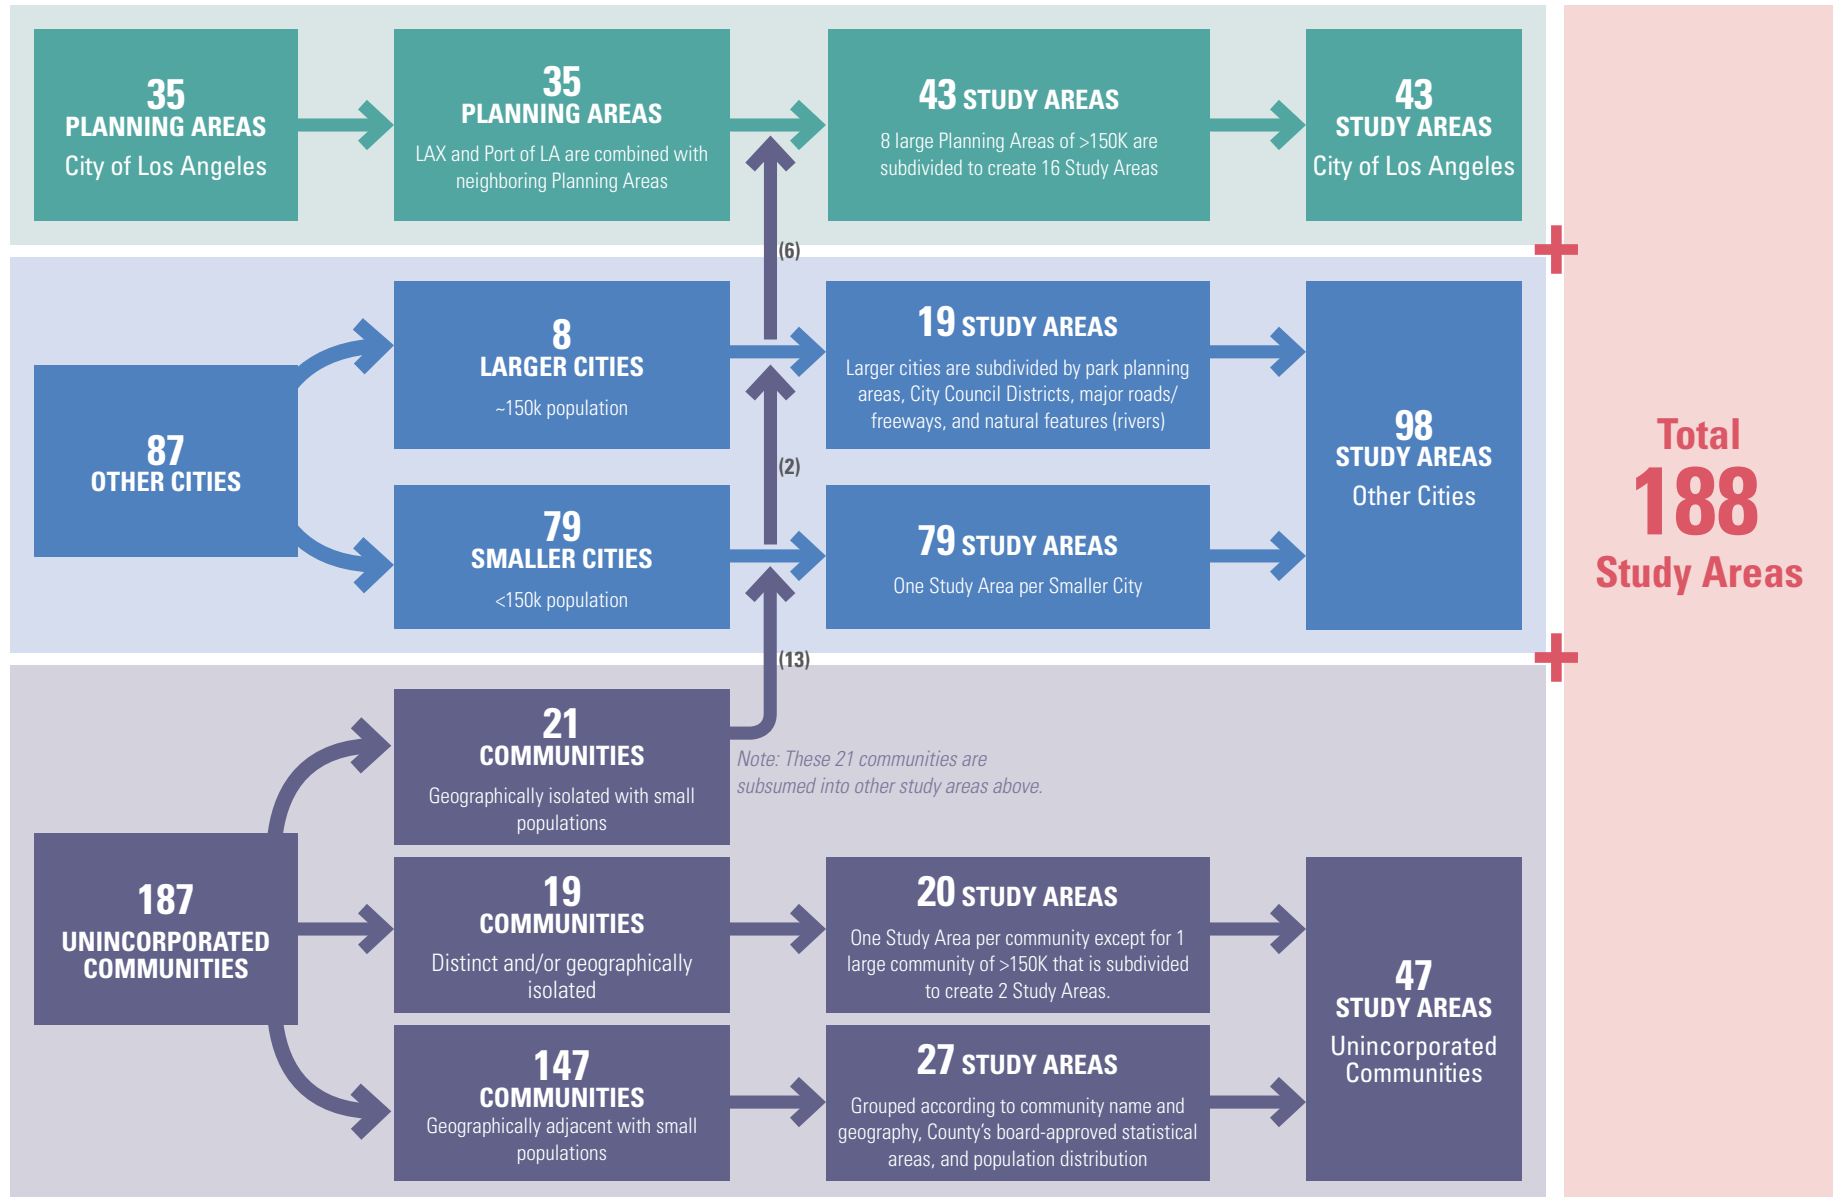 35
PLANNING AREAS
City of Los Angeles
35
PLANNING AREAS
LAX and Port of LA are combined with
neighboring Planning Areas
43 STUDY AREAS
8 large Planning Areas of >150K are
subdivided to create 16 Study Areas
43
STUDY AREAS
City of Los Angeles
(6)
+
87
OTHER CITIES
8
LARGER CITIES
~150k population
19 STUDY AREAS
Larger cities are subdivided by park planning
areas, City Council Districts, major roads/
freeways, and natural features (rivers)
(2)
79
SMALLER CITIES
<150k population
79 STUDY AREAS
One Study Area per Smaller City
98
STUDY AREAS
Other Cities
(13)
+
187
UNINCORPORATED
COMMUNITIES
21
COMMUNITIES
Geographically isolated with small
populations
Note: These 21 communities are
subsumed into other study areas above.
19
COMMUNITIES
Distinct and/or geographically
isolated
20 STUDY AREAS
One Study Area per community except for 1
large community of >150K that is subdivided
to create 2 Study Areas.
147
COMMUNITIES
Geographically adjacent with small
populations
27 STUDY AREAS
Grouped according to community name and
geography, County's board-approved statistical
areas, and population distribution
47
STUDY AREAS
Unincorporated
Communities
Total
188
Study Areas